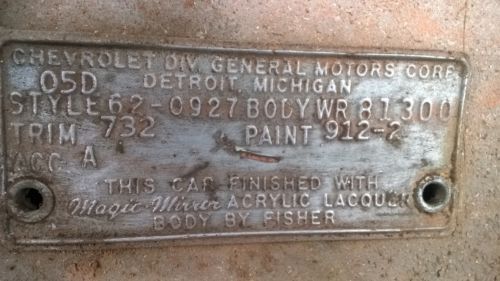 CHEVROLET DIV. GENERAL MOTORS CORP.
05D DETROIT, MICHIGAN
STYLE 62-0927 BODY WR 81300
TRIM 732 PAINT 912-2
ACC. A
THIS CAR FINISHED WITH
Magic-Mirror ACRYLIC LACQUER
BODY BY FISHER